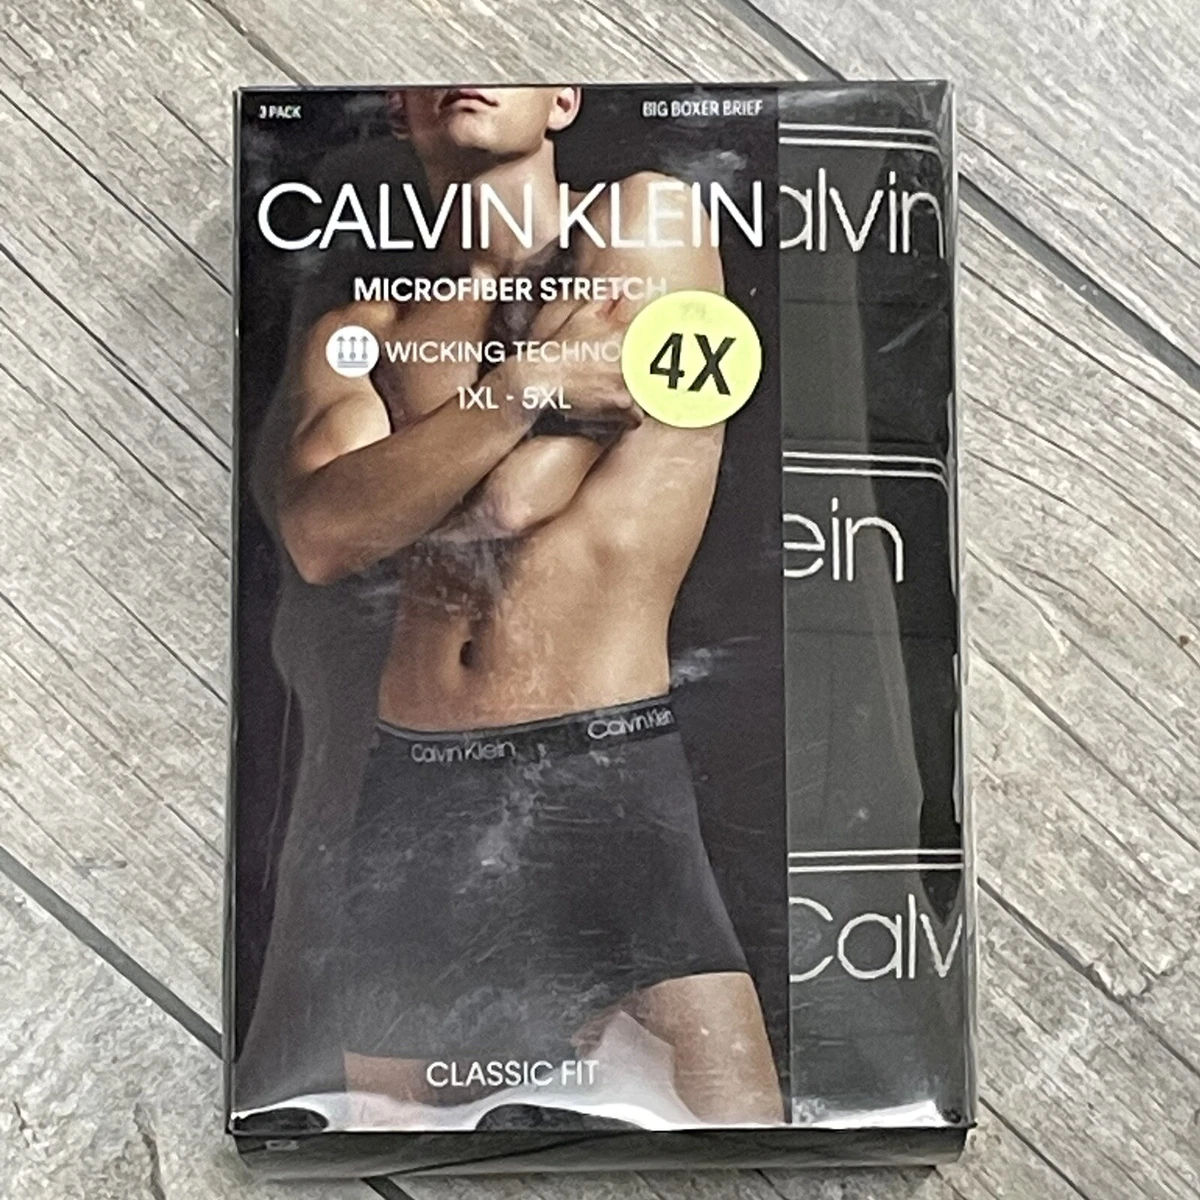 3 PACK
BIG BOXER BRIEF
CALVIN KLEIN
MICROFIBER STRETCH
WICKING TECHNO
4X
1XL - 5XL
Calvin Klein
Calvin Klein
CLASSIC FIT
alvin
ein
Calv